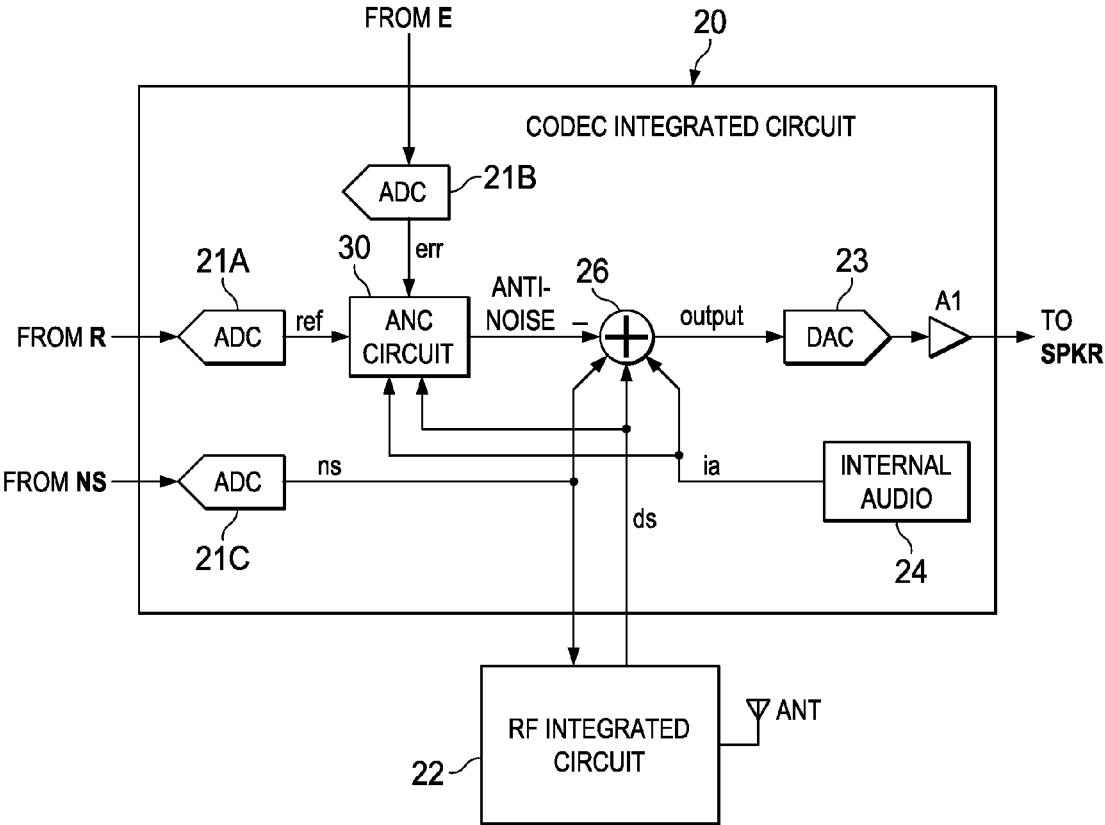 FROM E
20
CODEC INTEGRATED CIRCUIT
ADC
21B
err
21A
30
ANTI-
NOISE
26
23
A1
FROM R
ADC
ref
ANC
CIRCUIT
–
+
output
DAC
TO
SPKR
FROM NS
ADC
ns
ia
INTERNAL
AUDIO
21C
ds
24
RF INTEGRATED
CIRCUIT
ANT
22